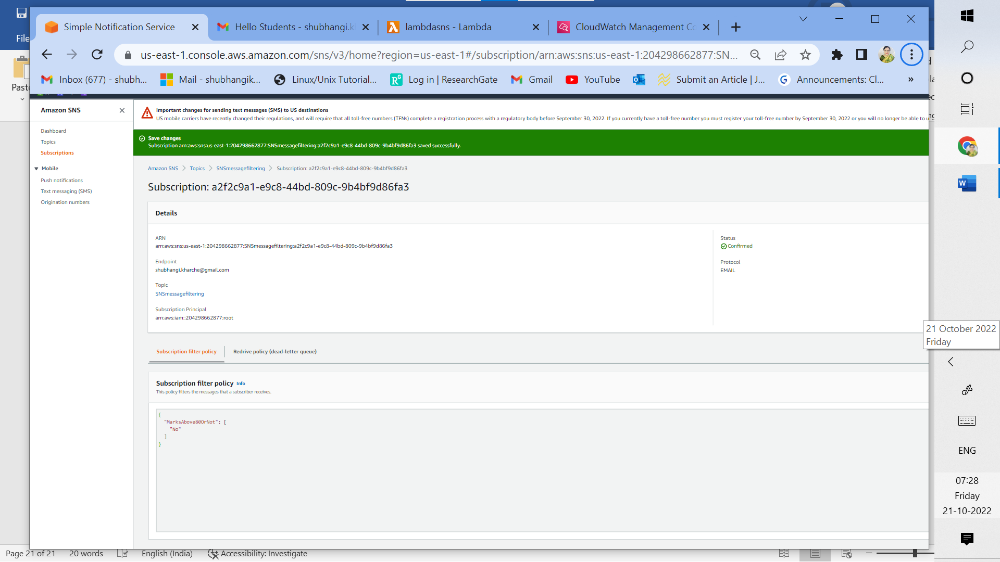 File
Paste
Simple Notification Service
Hello Students - shubhangi.k
lambdasns - Lambda
CloudWatch Management Co
us-east-1.console.aws.amazon.com/sns/v3/home?region=us-east-1#/subscription/arn:aws:sns:us-east-1:204298662877:SN...
Inbox (677) - shubh...
Mail - shubhangik...
Linux/Unix Tutorial...
Log in | ResearchGate
Gmail
YouTube
Submit an Article | J...
Announcements: Cl...
»
Amazon SNS
Dashboard
Topics
Subscriptions
Mobile
Push notifications
Text messaging (SMS)
Origination numbers
Important changes for sending text messages (SMS) to US destinations
US mobile carriers have recently changed their regulations, and will require that all toll-free numbers (TFNs) complete a registration process with a regulatory body before September 30, 2022. If you currently have a toll-free number you must register your toll-free number by September 30, 2022 or you will no longer be able to u
Save changes
Subscription arn:aws:sns:us-east-1:204298662877:SNSmessagefiltering:a2f2c9a1-e9c8-44bd-809c-9b4bf9d86fa3 saved successfully.
Amazon SNS > Topics > SNSmessagefiltering > Subscription: a2f2c9a1-e9c8-44bd-809c-9b4bf9d86fa3
Subscription: a2f2c9a1-e9c8-44bd-809c-9b4bf9d86fa3
Details
ARN
arn:aws:sns:us-east-1:204298662877:SNSmessagefiltering:a2f2c9a1-e9c8-44bd-809c-9b4bf9d86fa3
Endpoint
shubhangi.kharche@gmail.com
Topic
SNSmessagefiltering
Subscription Principal
arn:aws:iam::204298662877:root
Status
Confirmed
Protocol
EMAIL
Subscription filter policy
Redrive policy (dead-letter queue)
Subscription filter policy Info
This policy filters the messages that a subscriber receives.
{
"MarksAbove80OrNot": [
"No"
]
}
21 October 2022
Friday
ENG
07:28
Friday
21-10-2022
Page 21 of 21
20 words
English (India)
Accessibility: Investigate